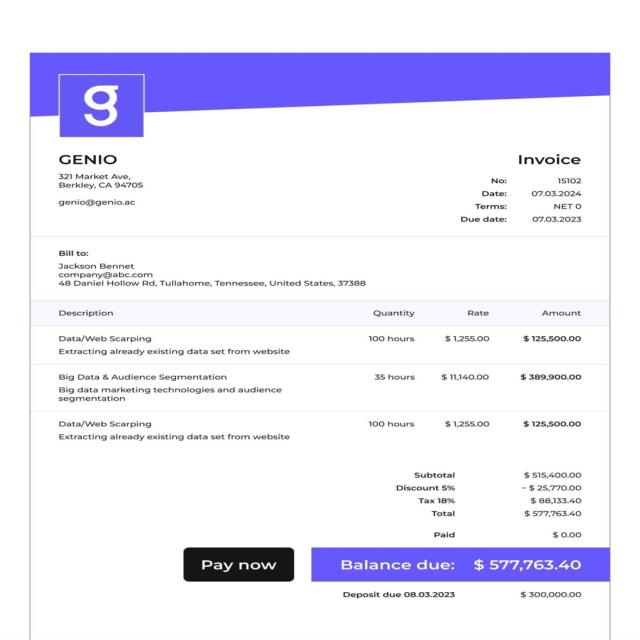 g
GENIO
321 Market Ave,
Berkley, CA 94705
genio@genio.ac
Invoice
No: 15102
Date: 07.03.2024
Terms: NET 0
Due date: 07.03.2023
Bill to:
Jackson Bennet
company@abc.com
48 Daniel Hollow Rd, Tullahome, Tennessee, United States, 37388
Description Quantity Rate Amount
Data/Web Scarping 100 hours $ 1,255.00 $ 125,500.00
Extracting already existing data set from website
Big Data & Audience Segmentation 35 hours $ 11,140.00 $ 389,900.00
Big data marketing technologies and audience
segmentation
Data/Web Scarping 100 hours $ 1,255.00 $ 125,500.00
Extracting already existing data set from website
Subtotal $ 515,400.00
Discount 5% – $ 25,770.00
Tax 18% $ 88,133.40
Total $ 577,763.40
Paid $ 0.00
Pay now
Balance due: $ 577,763.40
Deposit due 08.03.2023 $ 300,000.00